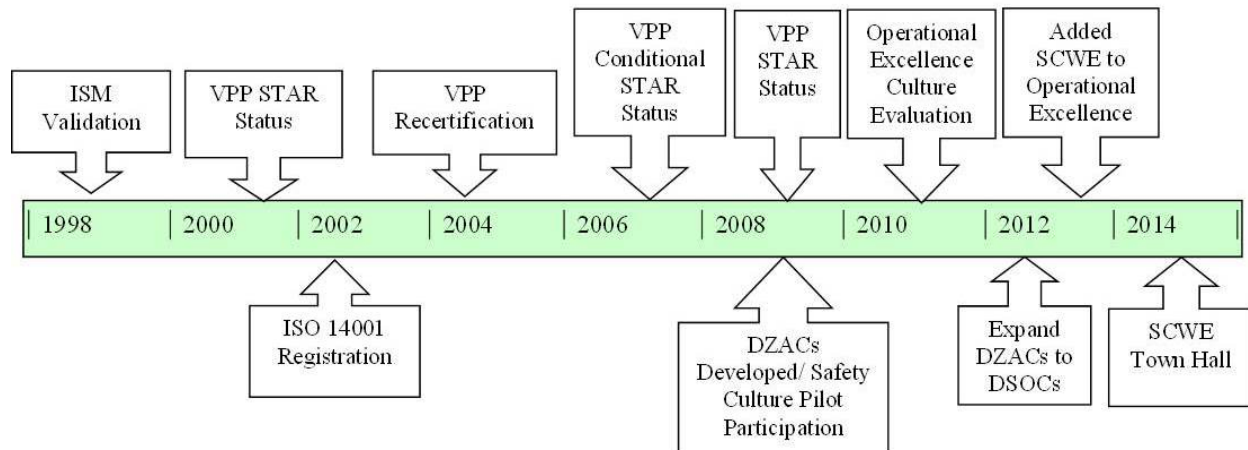 ISM
Validation
VPP STAR
Status
VPP
Recertification
VPP
Conditional
STAR
Status
VPP
STAR
Status
Operational
Excellence
Culture
Evaluation
Added
SCWE to
Operational
Excellence
1998 2000 2002 2004 2006 2008 2010 2012 2014
ISO 14001
Registration
DZACs
Developed/ Safety
Culture Pilot
Participation
Expand
DZACs to
DSOCs
SCWE
Town Hall